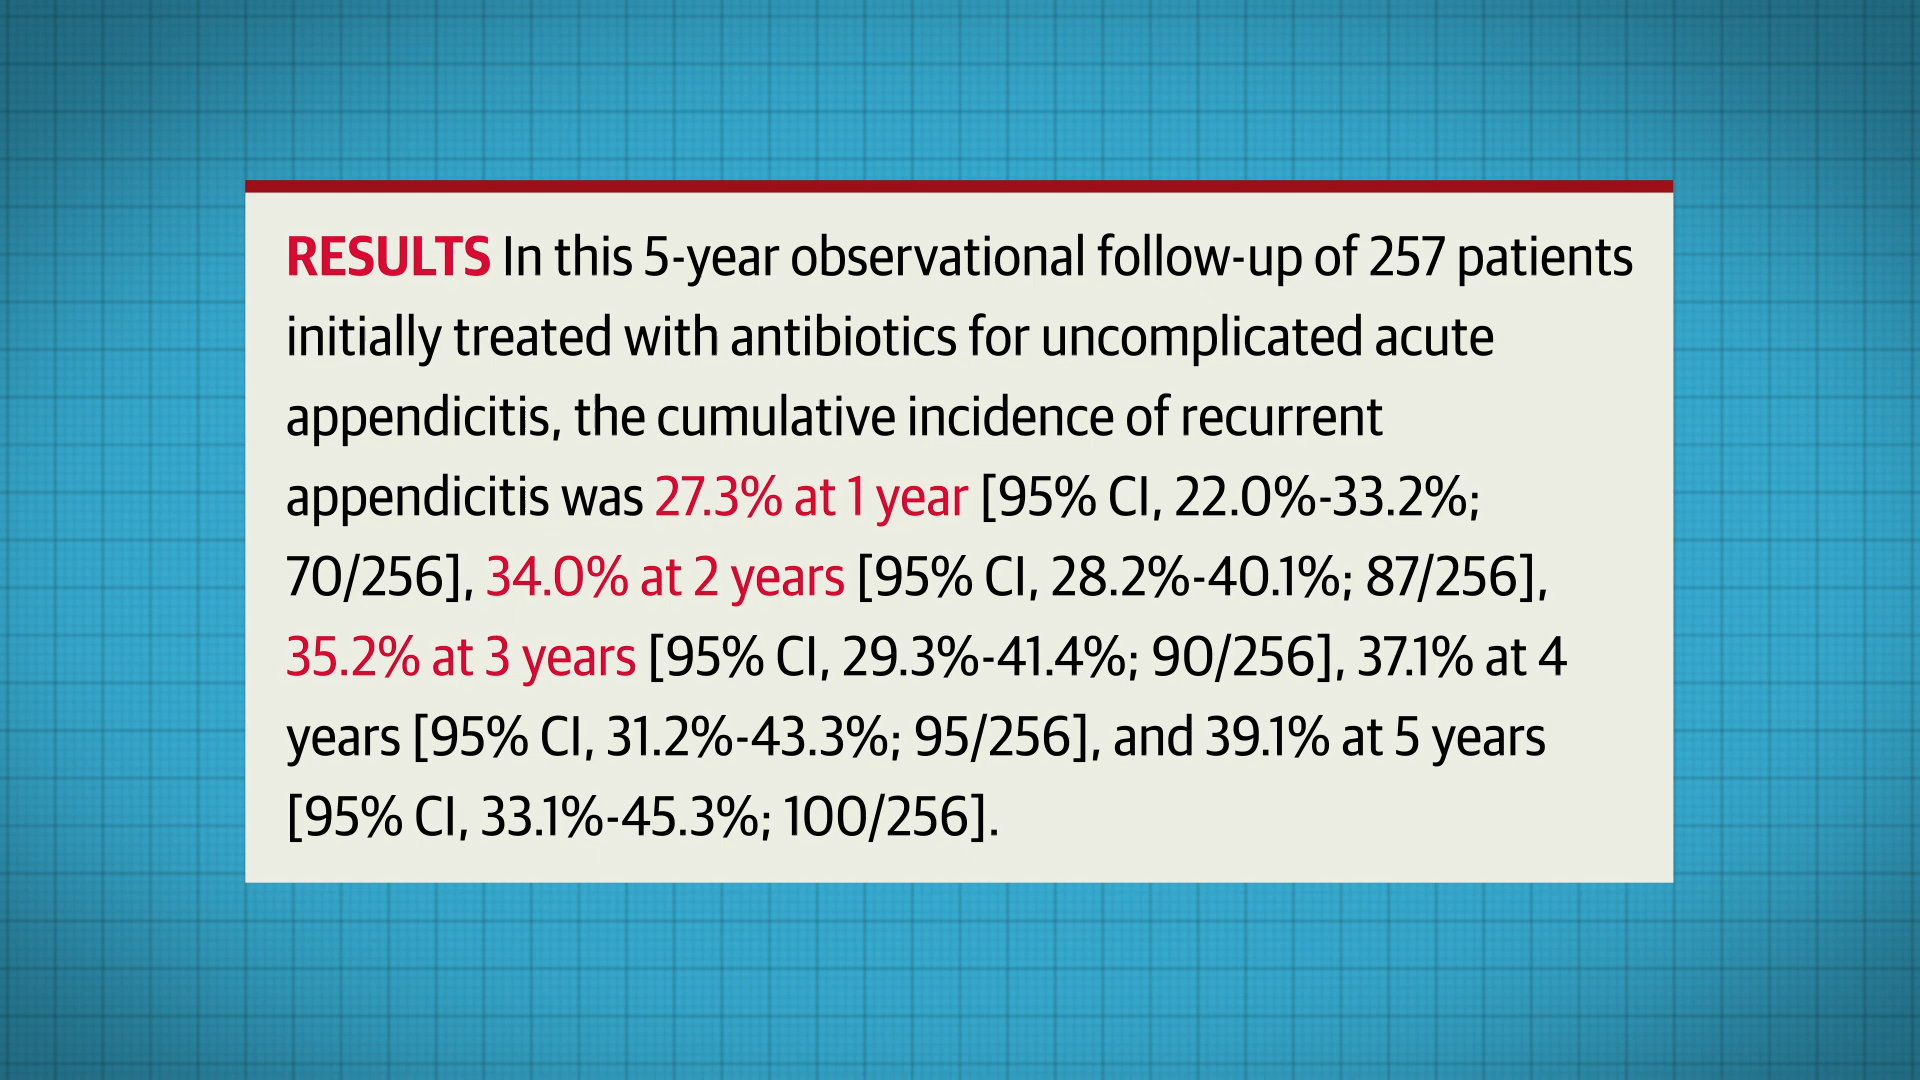 RESULTS In this 5-year observational follow-up of 257 patients
initially treated with antibiotics for uncomplicated acute
appendicitis, the cumulative incidence of recurrent
appendicitis was 27.3% at 1 year [95% CI, 22.0%-33.2%;
70/256], 34.0% at 2 years [95% CI, 28.2%-40.1%; 87/256],
35.2% at 3 years [95% CI, 29.3%-41.4%; 90/256], 37.1% at 4
years [95% CI, 31.2%-43.3%; 95/256], and 39.1% at 5 years
[95% CI, 33.1%-45.3%; 100/256].